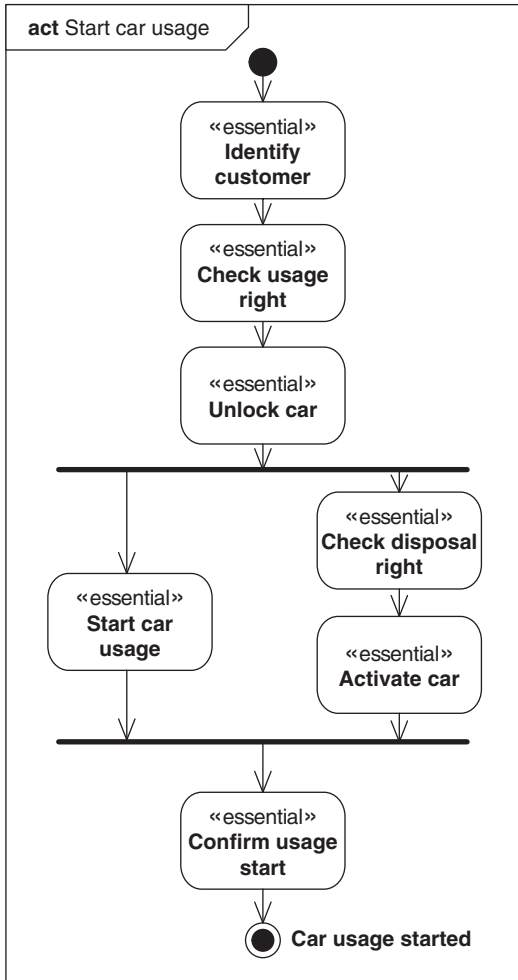 act Start car usage
«essential»
Identify
customer
«essential»
Check usage
right
«essential»
Unlock car
«essential»
Start car
usage
«essential»
Check disposal
right
«essential»
Activate car
«essential»
Confirm usage
start
Car usage started